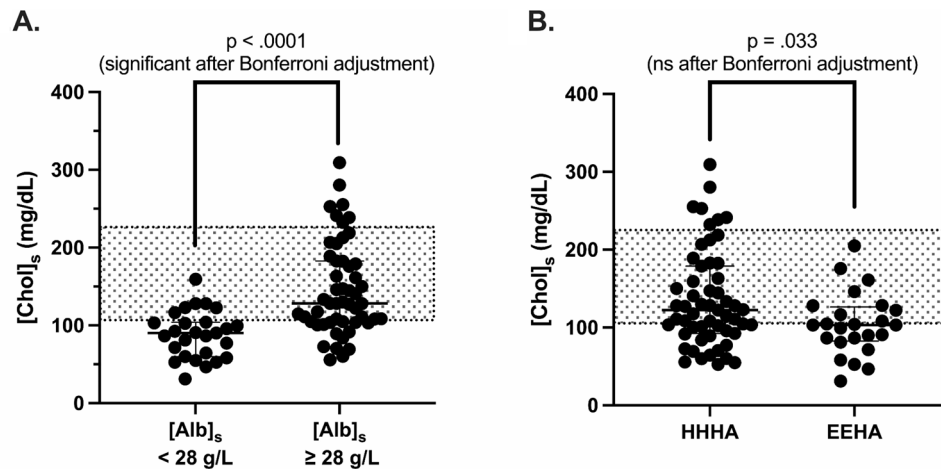 A.
p < .0001
(significant after Bonferroni adjustment)
400
300
200
100
0
[Chol]s (mg/dL)
[Alb]s
< 28 g/L
[Alb]s
≥ 28 g/L
B.
p = .033
(ns after Bonferroni adjustment)
400
300
200
100
0
[Chol]s (mg/dL)
HHHA
EEHA